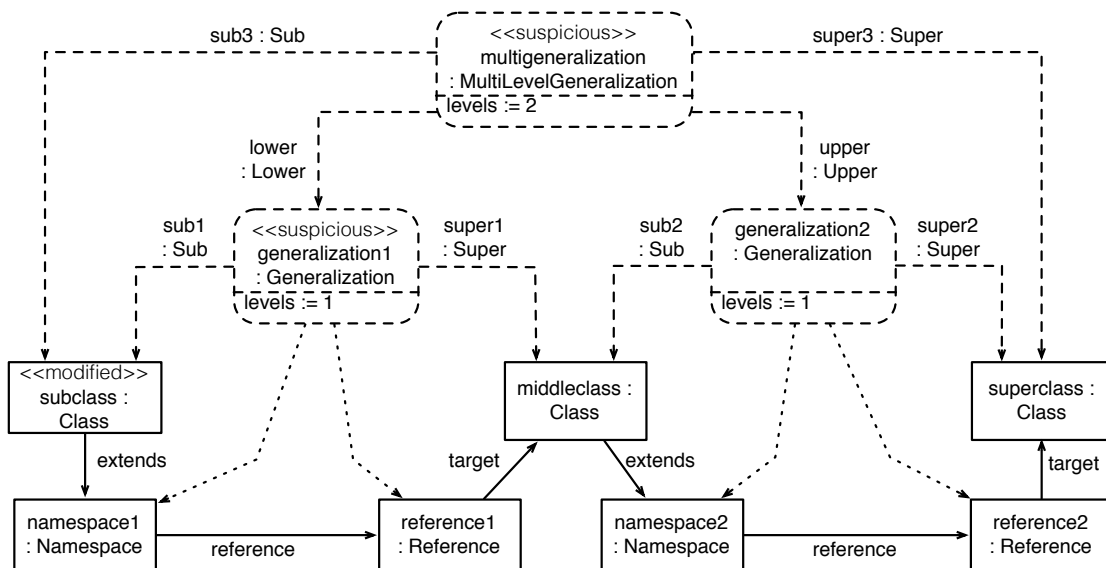 <<suspicious>>
sub3 : Sub
super3 : Super
multigeneralization
: MultiLevelGeneralization
levels := 2
lower
: Lower
upper
: Upper
sub1
: Sub
<<suspicious>>
generalization1
: Generalization
levels := 1
super1
: Super
sub2
: Sub
generalization2
: Generalization
levels := 1
super2
: Super
<<modified>>
subclass :
Class
middleclass :
Class
superclass :
Class
extends
target
extends
target
namespace1
: Namespace
reference
reference1
: Reference
namespace2
: Namespace
reference
reference2
: Reference